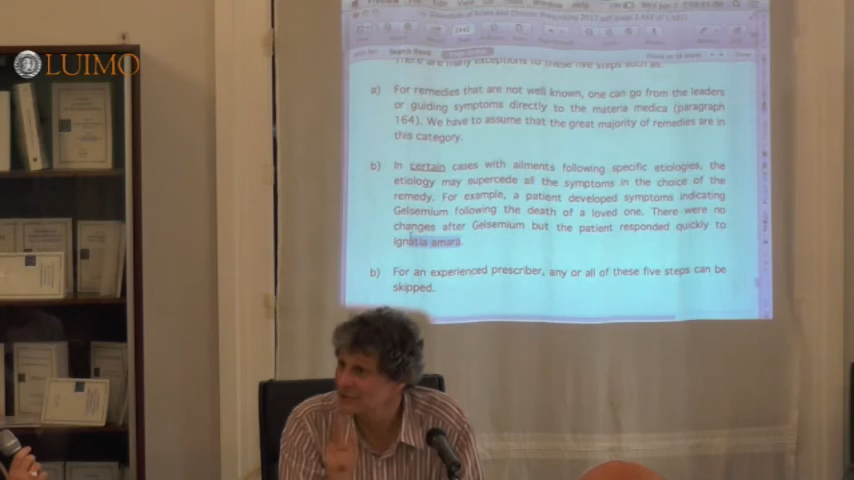 LUIMO
Search Book
There are many exceptions to these five steps such as:
a) For remedies that are not well known, one can go from the leaders
or guiding symptoms directly to the materia medica (paragraph
164). We have to assume that the great majority of remedies are in
this category.
b) In certain cases with ailments following specific etiologies, the
etiology may supercede all the symptoms in the choice of the
remedy. For example, a patient developed symptoms indicating
Gelsemium following the death of a loved one. There were no
changes after Gelsemium but the patient responded quickly to
Ignatia amara.
b) For an experienced prescriber, any or all of these five steps can be
skipped.